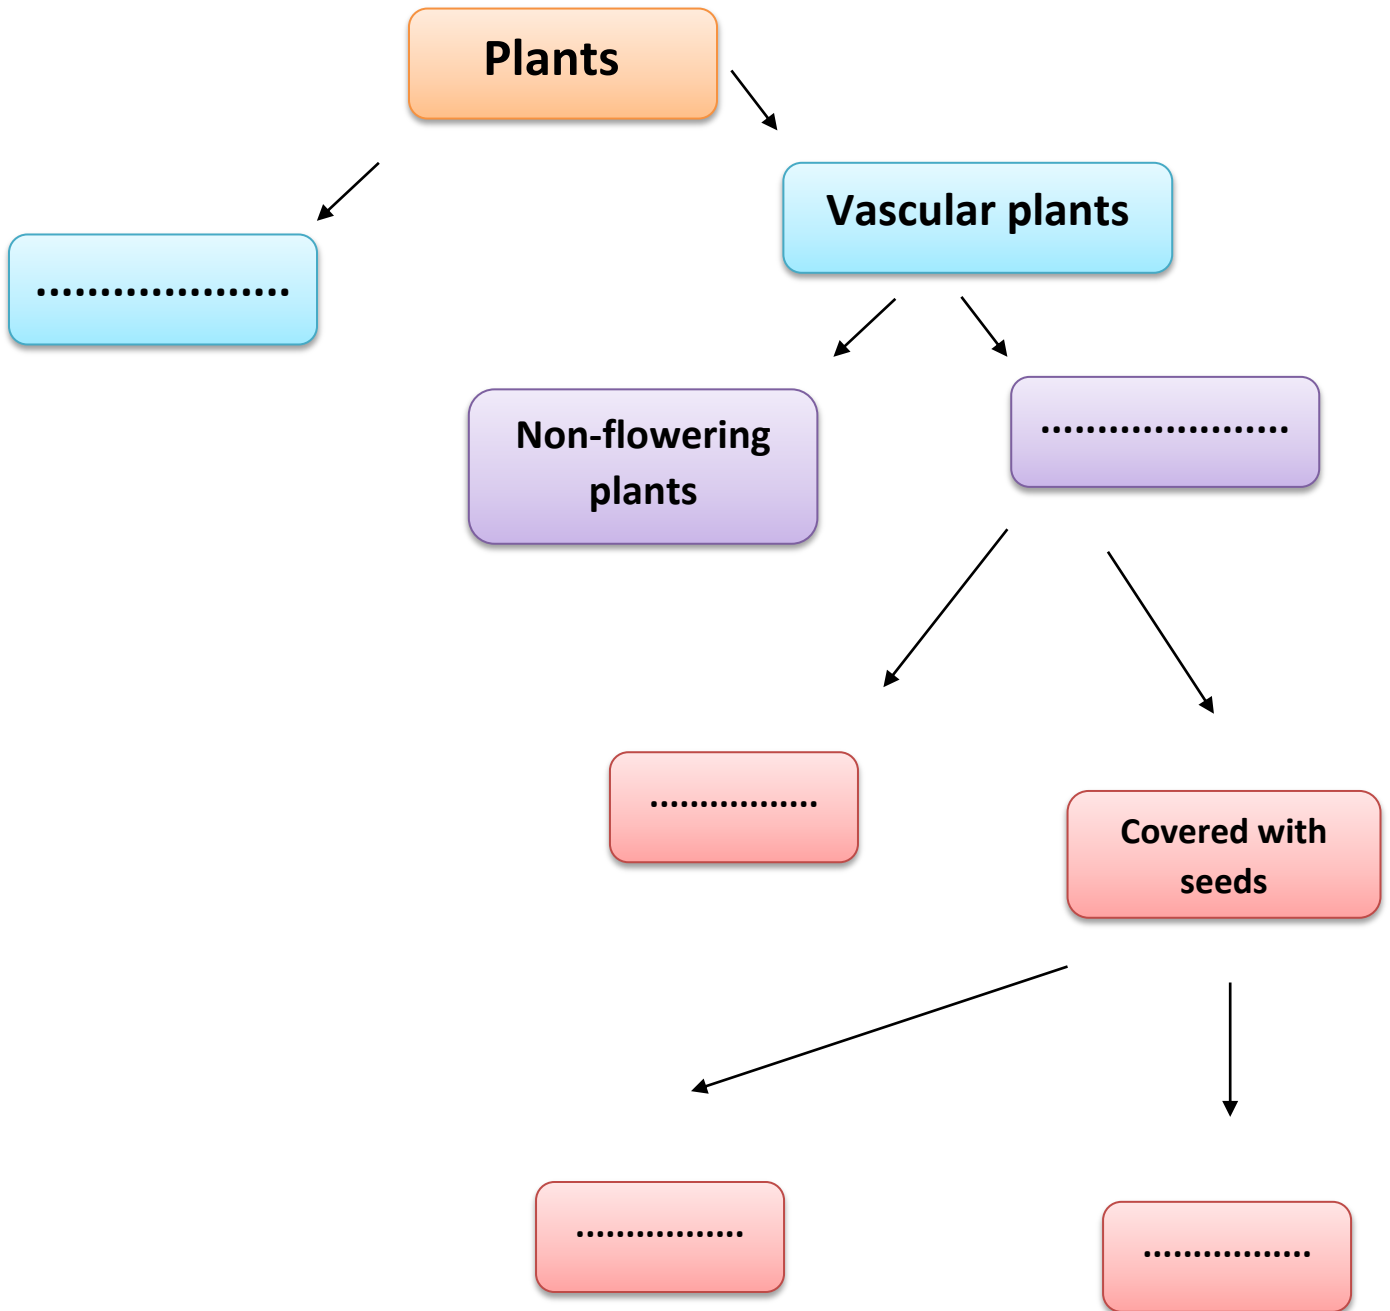 Plants
Vascular plants
....................
Non-flowering
plants
......................
.................
Covered with
seeds
.................
.................